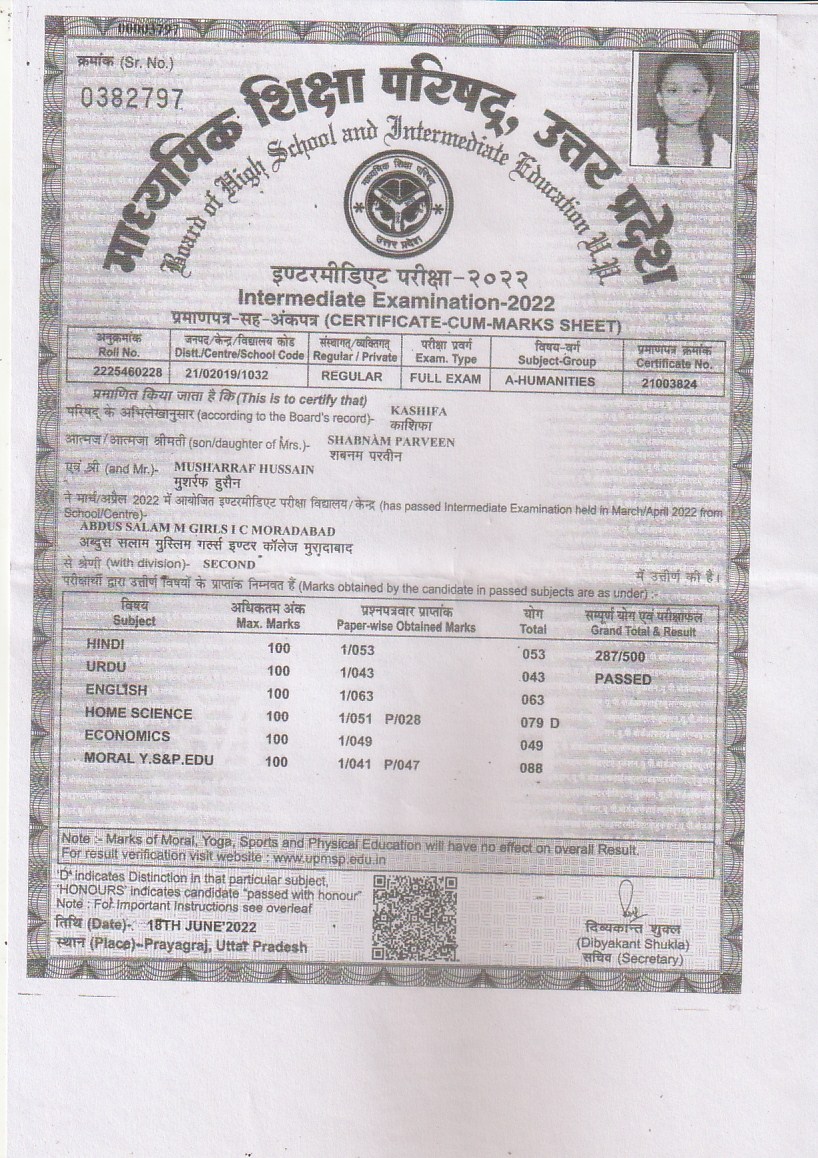 00003797
क्रमांक (Sr. No.)
0382797
माध्यमिक शिक्षा परिषद्, उत्तर प्रदेश
Board of High School and Intermediate Education U.P.
माध्यमिक शिक्षा परिषद्
उत्तर प्रदेश
इण्टरमीडिएट परीक्षा-२०२२
Intermediate Examination-2022
प्रमाणपत्र-सह-अंकपत्र (CERTIFICATE-CUM-MARKS SHEET)
अनुक्रमांक जनपद/केन्द्र/विद्यालय कोड संस्थागत/व्यक्तिगत् परीक्षा प्रवर्ग विषय-वर्ग प्रमाणपत्र क्रमांक
Roll No. Distt./Centre/School Code Regular / Private Exam. Type Subject-Group Certificate No.
2225460228 21/02019/1032 REGULAR FULL EXAM A-HUMANITIES 21003824
प्रमाणित किया जाता है कि (This is to certify that)
परिषद् के अभिलेखानुसार (according to the Board's record)- KASHIFA
काशिफा
आत्मज/आत्मजा श्रीमती (son/daughter of Mrs.)- SHABNAM PARVEEN
शबनम परवीन
एवं श्री (and Mr.)- MUSHARRAF HUSSAIN
मुशर्रफ हुसैन
ने मार्च/अप्रैल 2022 में आयोजित इण्टरमीडिएट परीक्षा विद्यालय/केन्द्र (has passed Intermediate Examination held in March/April 2022 from
School/Centre)-
ABDUS SALAM M GIRLS I C MORADABAD
अब्दुस सलाम मुस्लिम गर्ल्स इण्टर कॉलेज मुरादाबाद
से श्रेणी (with division)- SECOND में उत्तीर्ण की है।
परीक्षार्थी द्वारा उत्तीर्ण विषयों के प्राप्तांक निम्नवत हैं (Marks obtained by the candidate in passed subjects are as under) :-
विषय अधिकतम अंक प्रश्नपत्रवार प्राप्तांक योग सम्पूर्ण योग एवं परीक्षाफल
Subject Max. Marks Paper-wise Obtained Marks Total Grand Total & Result
HINDI 100 1/053 053 287/500
URDU 100 1/043 043 PASSED
ENGLISH 100 1/063 063
HOME SCIENCE 100 1/051 P/028 079 D
ECONOMICS 100 1/049 049
MORAL Y.S&P.EDU 100 1/041 P/047 088
Note :- Marks of Moral, Yoga, Sports and Physical Education will have no effect on overall Result.
For result verification visit website : www.upmsp.edu.in
'D' indicates Distinction in that particular subject,
'HONOURS' indicates candidate "passed with honour"
Note : For Important Instructions see overleaf
तिथि (Date)-. 18TH JUNE'2022
स्थान (Place)-Prayagraj, Uttar Pradesh
दिब्यकान्त शुक्ल
(Dibyakant Shukla)
सचिव (Secretary)